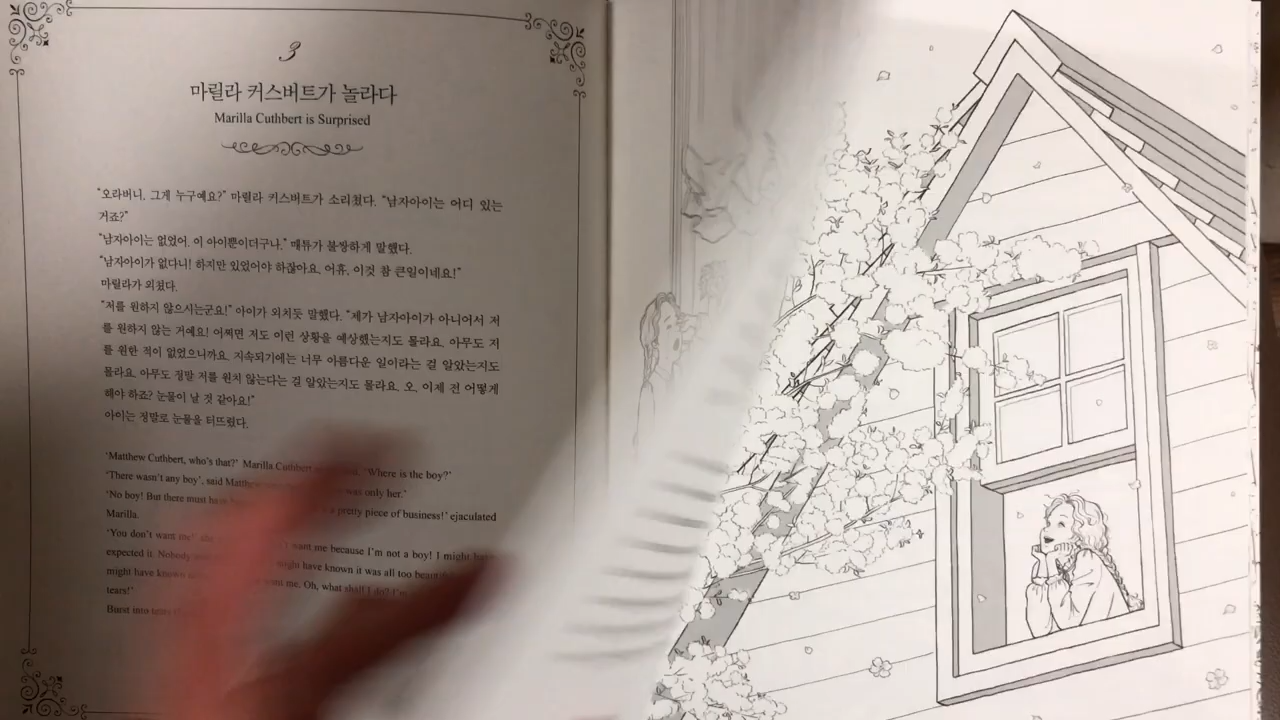 3
마릴라 커스버트가 놀라다
Marilla Cuthbert is Surprised
"오라버니, 그게 누구예요?" 마릴라 커스버트가 소리쳤다. "남자아이는 어디 있는
거죠?"
"남자아이는 없었어. 이 아이뿐이더구나." 매튜가 불쌍하게 말했다.
"남자아이가 없다니! 하지만 있었어야 하잖아요. 어휴, 이것 참 큰일이네요!"
마릴라가 외쳤다.
"저를 원하지 않으시는군요!" 아이가 외치듯 말했다. "제가 남자아이가 아니어서 저
를 원하지 않는 거예요! 어쩌면 저도 이런 상황을 예상했는지도 몰라요. 아무도 저
를 원한 적이 없었으니까요. 지속되기에는 너무 아름다운 일이라는 걸 알았는지도
몰라요. 아무도 정말 저를 원치 않는다는 걸 알았는지도 몰라요. 오, 이제 전 어떻게
해야 하죠? 눈물이 날 것 같아요!"
아이는 정말로 눈물을 터뜨렸다.
'Matthew Cuthbert, who's that?' Marilla Cuthbert 'Where is the boy?'
'There wasn't any boy', said Matthew was only her.'
'No boy! But there must have a pretty piece of business!' ejaculated
Marilla.
'You don't want me!' want me because I'm not a boy! I might
expected it. Nobody might have known it was all too
might have known me. Oh, what shall I do? I'm
tears!'
Burst into tears